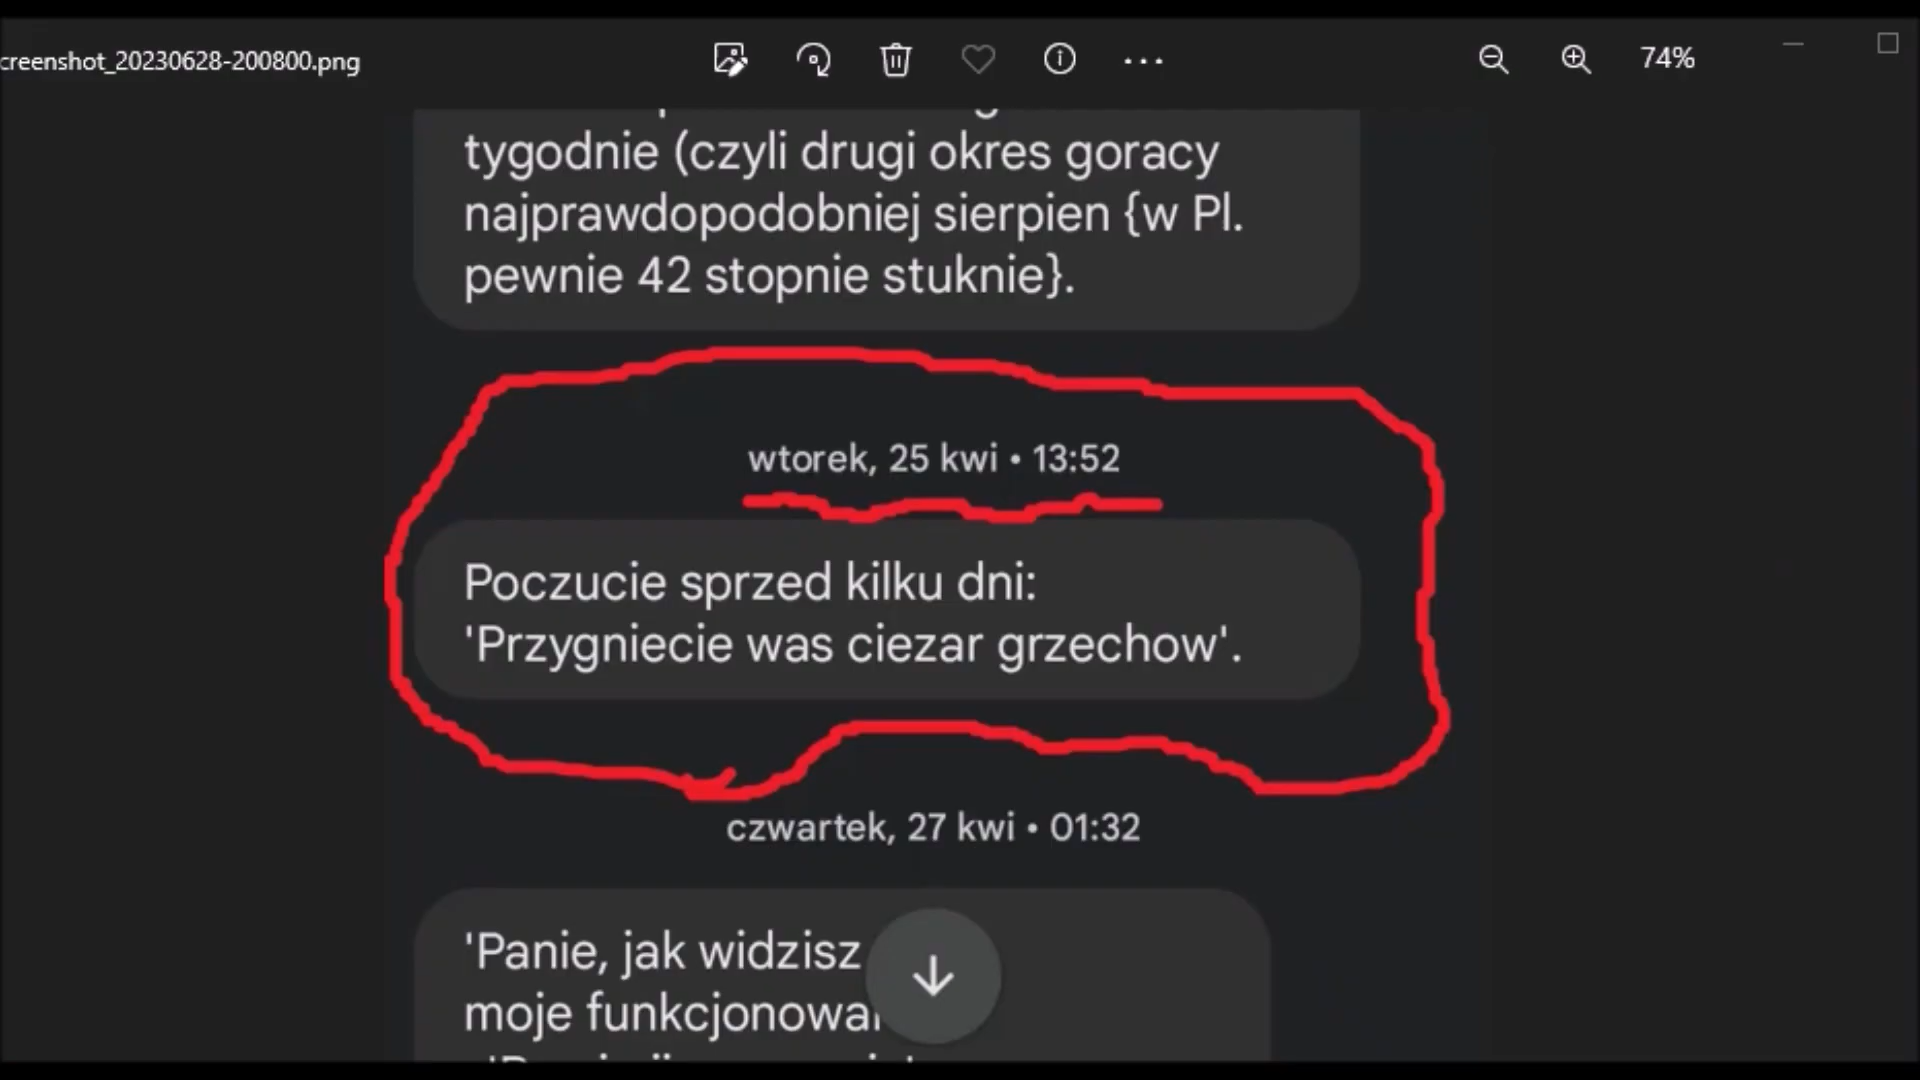 creenshot_20230628-200800.png
74%
tygodnie (czyli drugi okres goracy
najprawdopodobniej sierpien {w Pl.
pewnie 42 stopnie stuknie}.
wtorek, 25 kwi • 13:52
Poczucie sprzed kilku dni:
'Przygniecie was ciezar grzechow'.
czwartek, 27 kwi • 01:32
'Panie, jak widzisz
moje